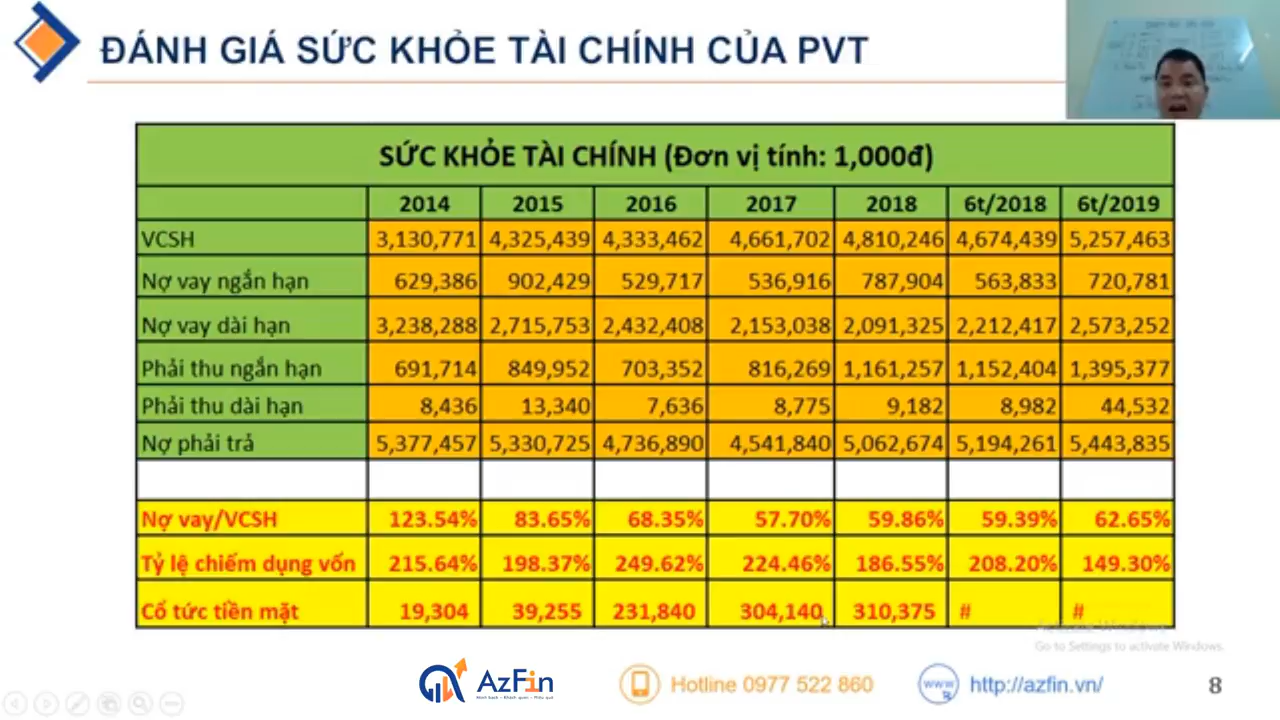 ĐÁNH GIÁ SỨC KHỎE TÀI CHÍNH CỦA PVT
SỨC KHỎE TÀI CHÍNH (Đơn vị tính: 1,000đ)
2014 2015 2016 2017 2018 6t/2018 6t/2019
VCSH 3,130,771 4,325,439 4,333,462 4,661,702 4,810,246 4,674,439 5,257,463
Nợ vay ngắn hạn 629,386 902,429 529,717 536,916 787,904 563,833 720,781
Nợ vay dài hạn 3,238,288 2,715,753 2,432,408 2,153,038 2,091,325 2,212,417 2,573,252
Phải thu ngắn hạn 691,714 849,952 703,352 816,269 1,161,257 1,152,404 1,395,377
Phải thu dài hạn 8,436 13,340 7,636 8,775 9,182 8,982 44,532
Nợ phải trả 5,377,457 5,330,725 4,736,890 4,541,840 5,062,674 5,194,261 5,443,835
Nợ vay/VCSH 123.54% 83.65% 68.35% 57.70% 59.86% 59.39% 62.65%
Tỷ lệ chiếm dụng vốn 215.64% 198.37% 249.62% 224.46% 186.55% 208.20% 149.30%
Cổ tức tiền mặt 19,304 39,255 231,840 304,140 310,375 # #
Activate Windows
Go to Settings to activate Windows.
AzFin
Hotline 0977 522 860
www
http://azfin.vn/
8